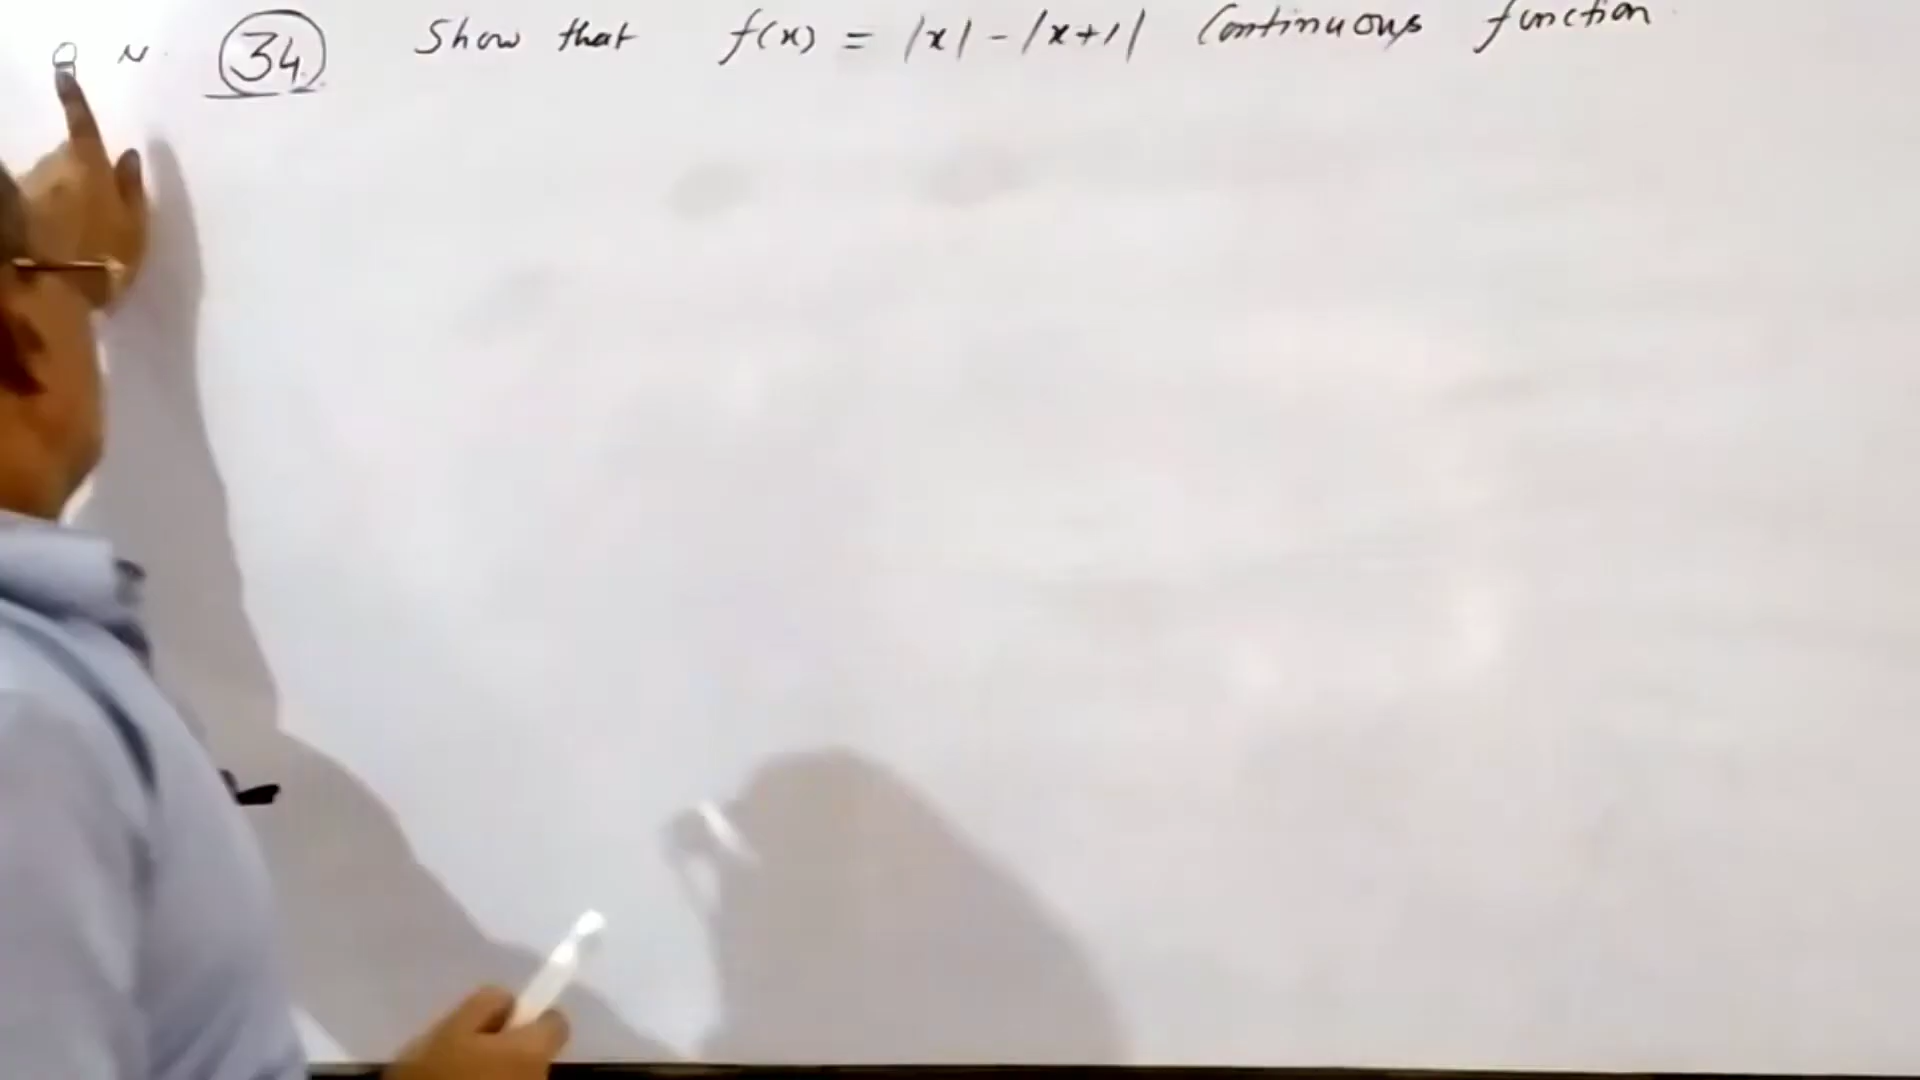 Q N. 34. Show that f(x) = |x| - |x+1| Continuous function